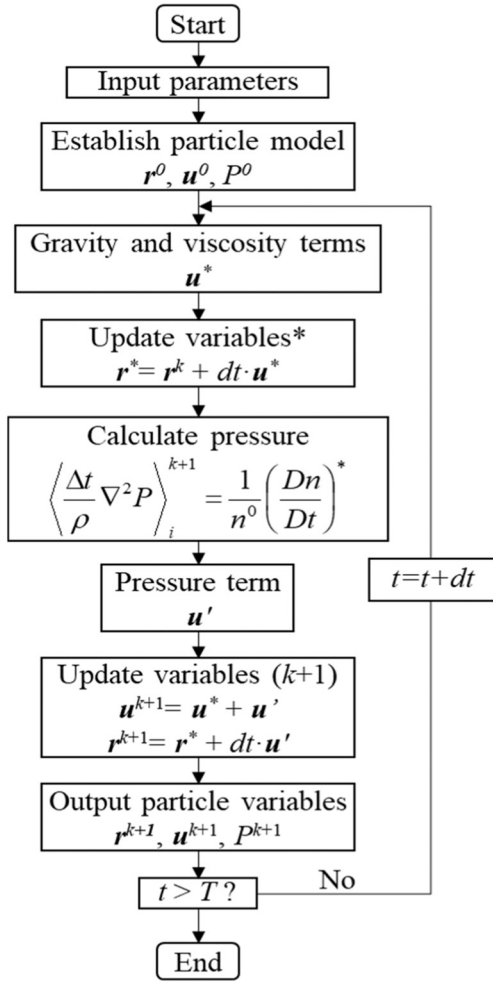 Start
Input parameters
Establish particle model
r⁰, u⁰, P⁰
Gravity and viscosity terms
u*
Update variables*
r*= rᵏ + dt·u*
Calculate pressure
⟨Δt/ρ ∇²P⟩ᵢᵏ⁺¹ = 1/n⁰ (Dn/Dt)*
Pressure term
u'
t=t+dt
Update variables (k+1)
uᵏ⁺¹= u* + u’
rᵏ⁺¹= r* + dt·u'
Output particle variables
rᵏ⁺¹, uᵏ⁺¹, Pᵏ⁺¹
t > T ?
No
End